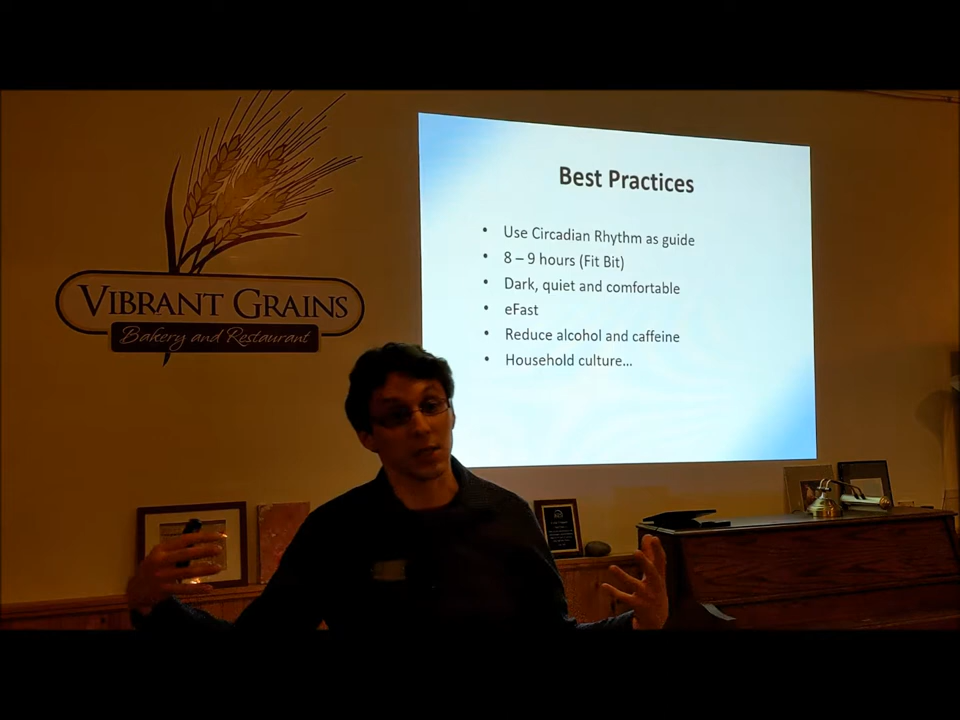 VIBRANT GRAINS
Bakery and Restaurant
Best Practices
• Use Circadian Rhythm as guide
• 8 – 9 hours (Fit Bit)
• Dark, quiet and comfortable
• eFast
• Reduce alcohol and caffeine
• Household culture...